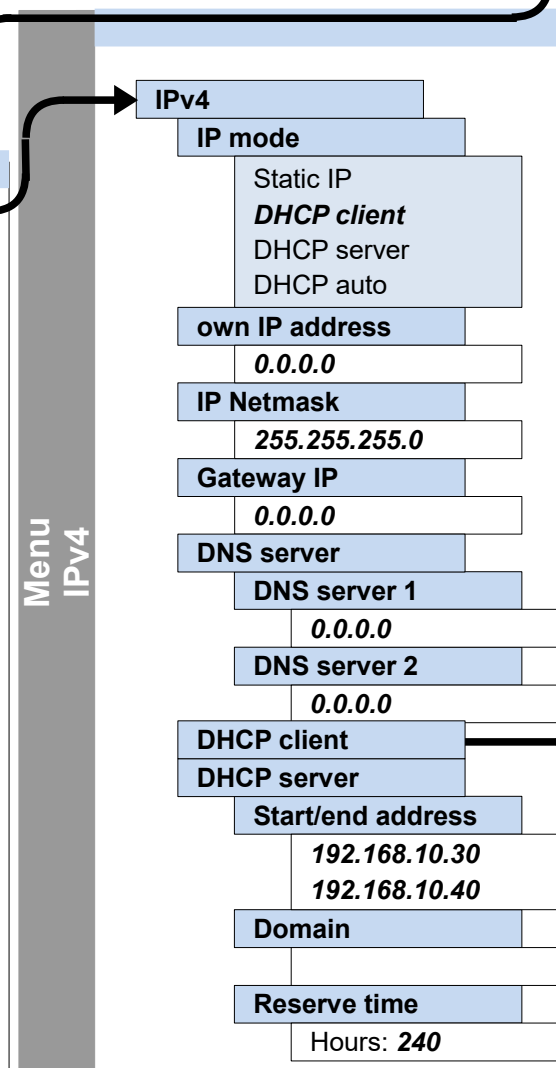 Menu
IPv4
IPv4
IP mode
Static IP
DHCP client
DHCP server
DHCP auto
own IP address
0.0.0.0
IP Netmask
255.255.255.0
Gateway IP
0.0.0.0
DNS server
DNS server 1
0.0.0.0
DNS server 2
0.0.0.0
DHCP client
DHCP server
Start/end address
192.168.10.30
192.168.10.40
Domain
Reserve time
Hours: 240